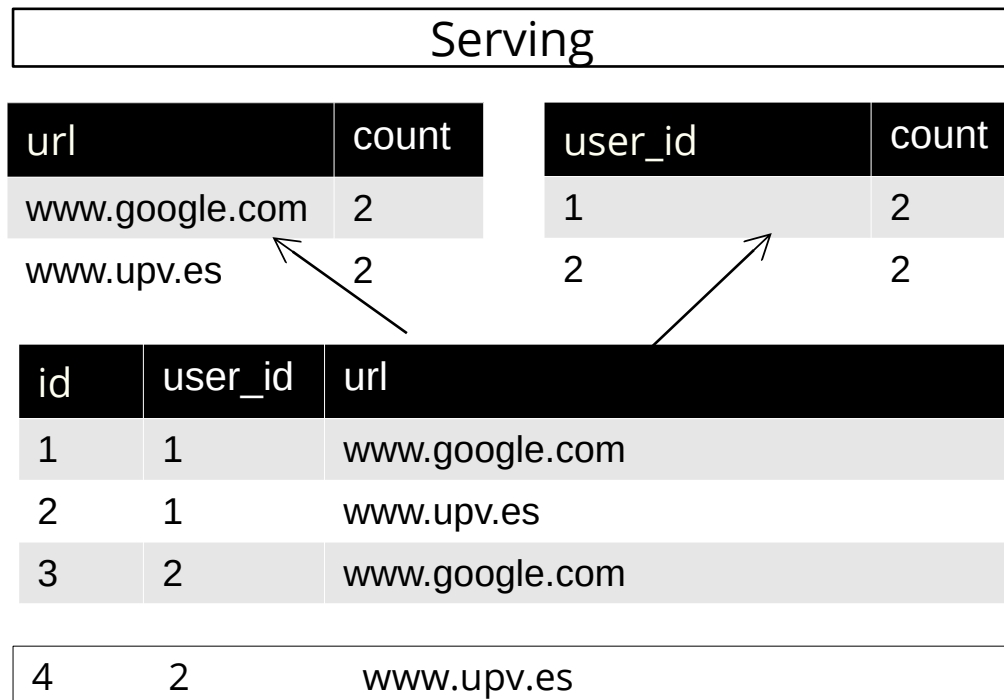 Serving
url count
www.google.com 2
www.upv.es 2
user_id count
1 2
2 2
id user_id url
1 1 www.google.com
2 1 www.upv.es
3 2 www.google.com
4 2 www.upv.es